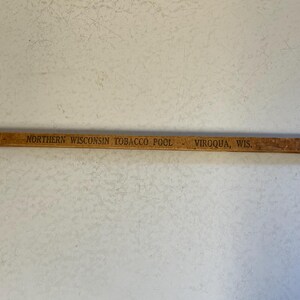 NORTHERN WISCONSIN TOBACCO POOL - VIROQUA, WIS.